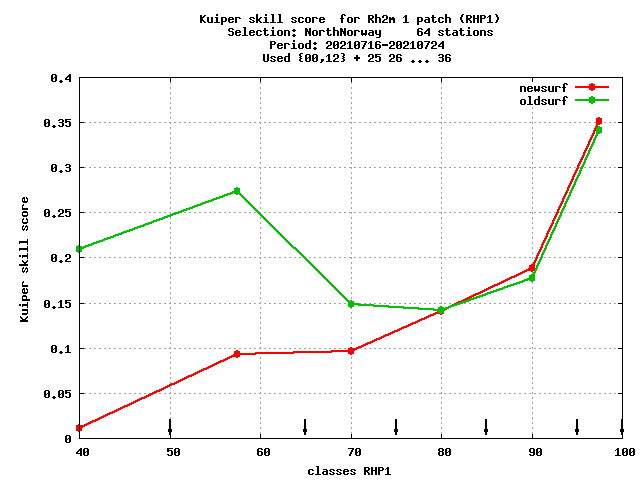 Kuiper skill score  for Rh2m 1 patch (RHP1)
Selection: NorthNorway     64 stations
Period: 20210716-20210724
Used {00,12} + 25 26 ... 36
newsurf
oldsurf
0.4
0.35
0.3
0.25
0.2
0.15
0.1
0.05
0
Kuiper skill score
40 50 60 70 80 90 100
classes RHP1